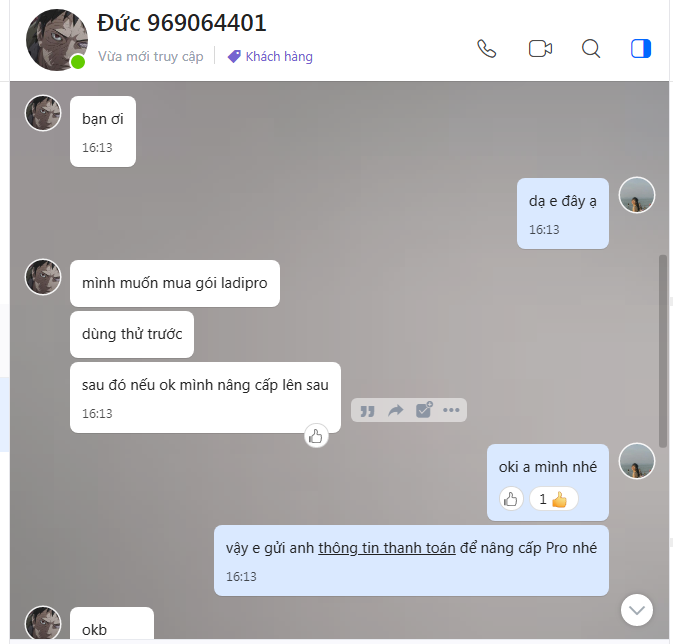 Đức 969064401
Vừa mới truy cập
Khách hàng
bạn ơi
16:13
dạ e đây ạ
16:13
mình muốn mua gói ladipro
dùng thử trước
sau đó nếu ok mình nâng cấp lên sau
16:13
oki a mình nhé
1
vậy e gửi anh thông tin thanh toán để nâng cấp Pro nhé
16:13
okb